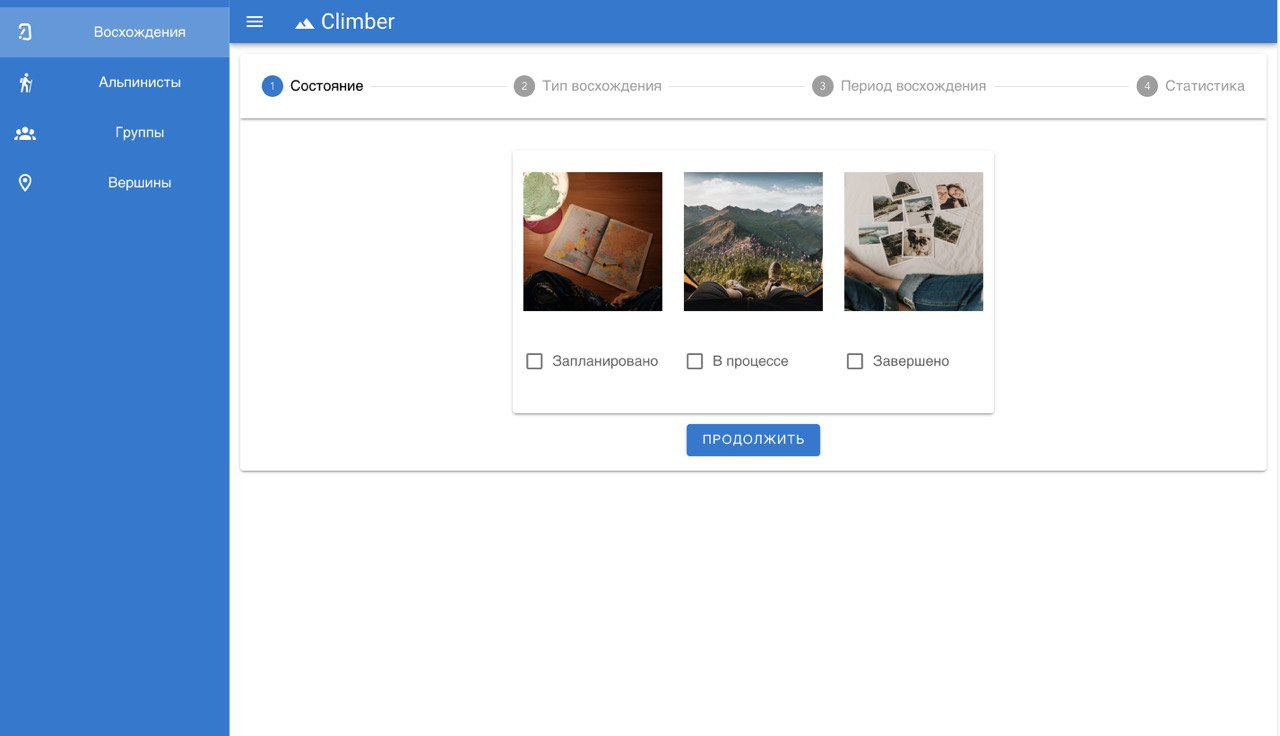 Восхождения
Альпинисты
Группы
Вершины
Climber
1 Состояние
2 Тип восхождения
3 Период восхождения
4 Статистика
Запланировано
В процессе
Завершено
ПРОДОЛЖИТЬ